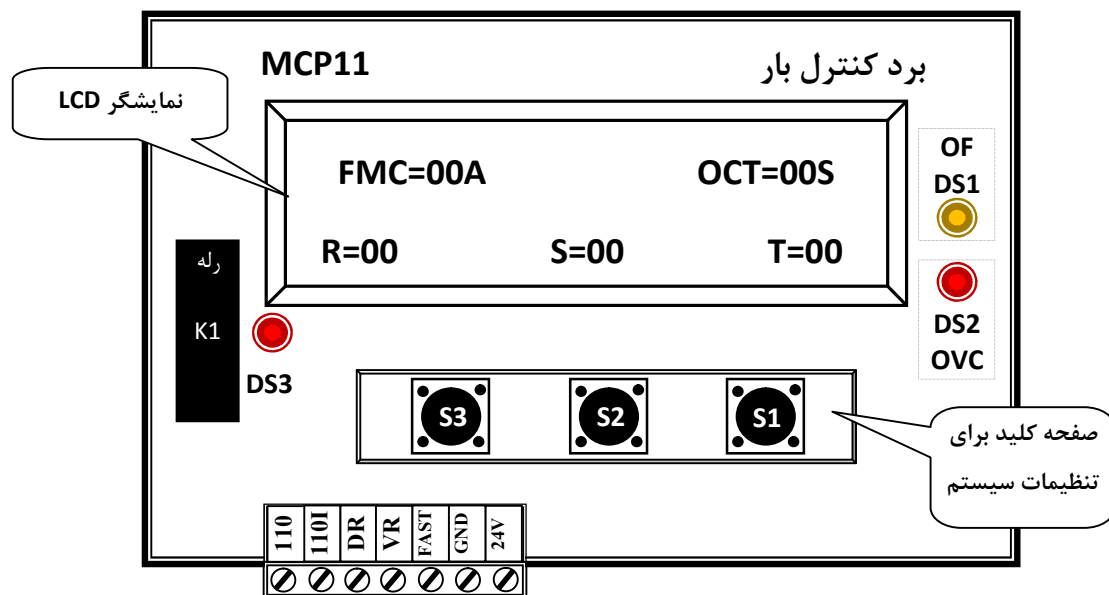 MCP11
برد کنترل بار
نمایشگر LCD
FMC=00A
OCT=00S
R=00
S=00
T=00
OF
DS1
DS2
OVC
رله
K1
DS3
S3
S2
S1
صفحه کلید برای
تنظیمات سیستم
110
110I
DR
VR
FAST
GND
24V